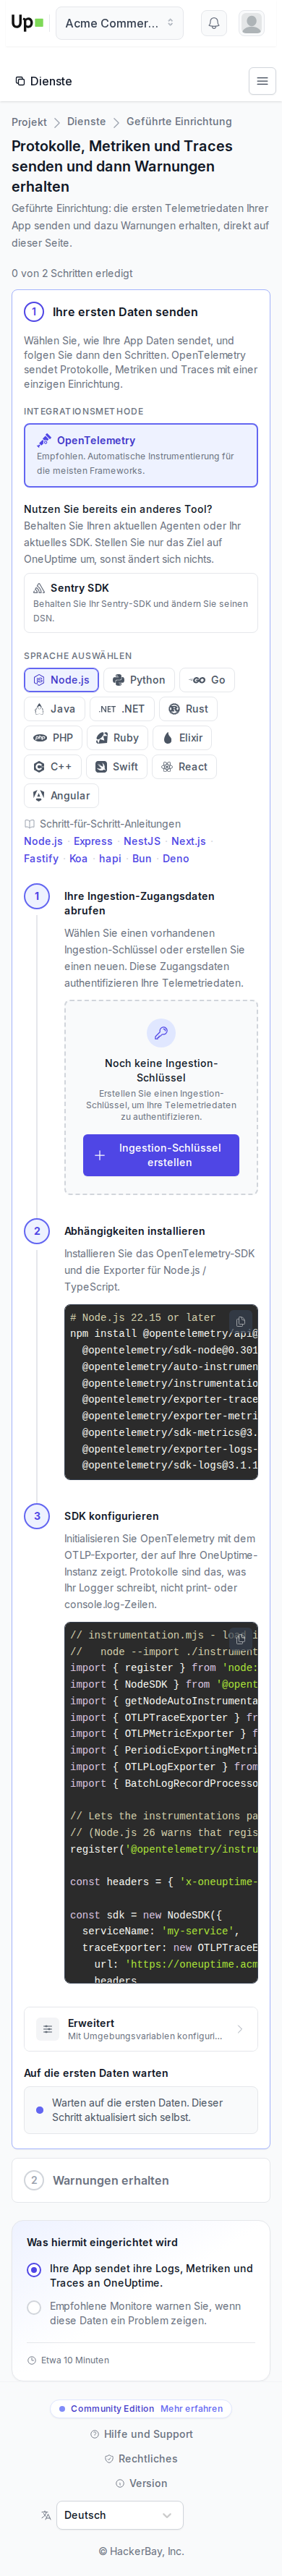 Up
Acme Commer...
Dienste
Projekt
Dienste
Geführte Einrichtung
Protokolle, Metriken und Traces
senden und dann Warnungen
erhalten
Geführte Einrichtung: die ersten Telemetriedaten Ihrer
App senden und dazu Warnungen erhalten, direkt auf
dieser Seite.
0 von 2 Schritten erledigt
1 Ihre ersten Daten senden
Wählen Sie, wie Ihre App Daten sendet, und
folgen Sie dann den Schritten. OpenTelemetry
sendet Protokolle, Metriken und Traces mit einer
einzigen Einrichtung.
INTEGRATIONSMETHODE
OpenTelemetry
Empfohlen. Automatische Instrumentierung für
die meisten Frameworks.
Nutzen Sie bereits ein anderes Tool?
Behalten Sie Ihren aktuellen Agenten oder Ihr
aktuelles SDK. Stellen Sie nur das Ziel auf
OneUptime um, sonst ändert sich nichts.
Sentry SDK
Behalten Sie Ihr Sentry-SDK und ändern Sie seinen
DSN.
SPRACHE AUSWÄHLEN
Node.js
Python
Go
Java
.NET .NET
Rust
PHP
Ruby
Elixir
C++
Swift
React
Angular
Schritt-für-Schritt-Anleitungen
Node.js · Express · NestJS · Next.js ·
Fastify · Koa · hapi · Bun · Deno
1 Ihre Ingestion-Zugangsdaten
abrufen
Wählen Sie einen vorhandenen
Ingestion-Schlüssel oder erstellen Sie
einen neuen. Diese Zugangsdaten
authentifizieren Ihre Telemetriedaten.
Noch keine Ingestion-
Schlüssel
Erstellen Sie einen Ingestion-
Schlüssel, um Ihre Telemetriedaten
zu authentifizieren.
Ingestion-Schlüssel
erstellen
2 Abhängigkeiten installieren
Installieren Sie das OpenTelemetry-SDK
und die Exporter für Node.js /
TypeScript.
# Node.js 22.15 or later
npm install @opentelemetry/api@
@opentelemetry/sdk-node@0.301
@opentelemetry/auto-instrumen
@opentelemetry/instrumentatio
@opentelemetry/exporter-trace
@opentelemetry/exporter-metri
@opentelemetry/sdk-metrics@3.
@opentelemetry/exporter-logs-
@opentelemetry/sdk-logs@3.1.1
3 SDK konfigurieren
Initialisieren Sie OpenTelemetry mit dem
OTLP-Exporter, der auf Ihre OneUptime-
Instanz zeigt. Protokolle sind das, was
Ihr Logger schreibt, nicht print- oder
console.log-Zeilen.
// instrumentation.mjs - load i
//   node --import ./instrument
import { register } from 'node:
import { NodeSDK } from '@opent
import { getNodeAutoInstrumenta
import { OTLPTraceExporter } fr
import { OTLPMetricExporter } f
import { PeriodicExportingMetri
import { OTLPLogExporter } from
import { BatchLogRecordProcesso
// Lets the instrumentations pa
// (Node.js 26 warns that regis
register('@opentelemetry/instru
const headers = { 'x-oneuptime-
const sdk = new NodeSDK({
serviceName: 'my-service',
traceExporter: new OTLPTraceE
url: 'https://oneuptime.acm
headers
Erweitert
Mit Umgebungsvariablen konfiguri...
Auf die ersten Daten warten
Warten auf die ersten Daten. Dieser
Schritt aktualisiert sich selbst.
2 Warnungen erhalten
Was hiermit eingerichtet wird
Ihre App sendet ihre Logs, Metriken und
Traces an OneUptime.
Empfohlene Monitore warnen Sie, wenn
diese Daten ein Problem zeigen.
Etwa 10 Minuten
Community Edition Mehr erfahren
Hilfe und Support
Rechtliches
Version
Deutsch
© HackerBay, Inc.